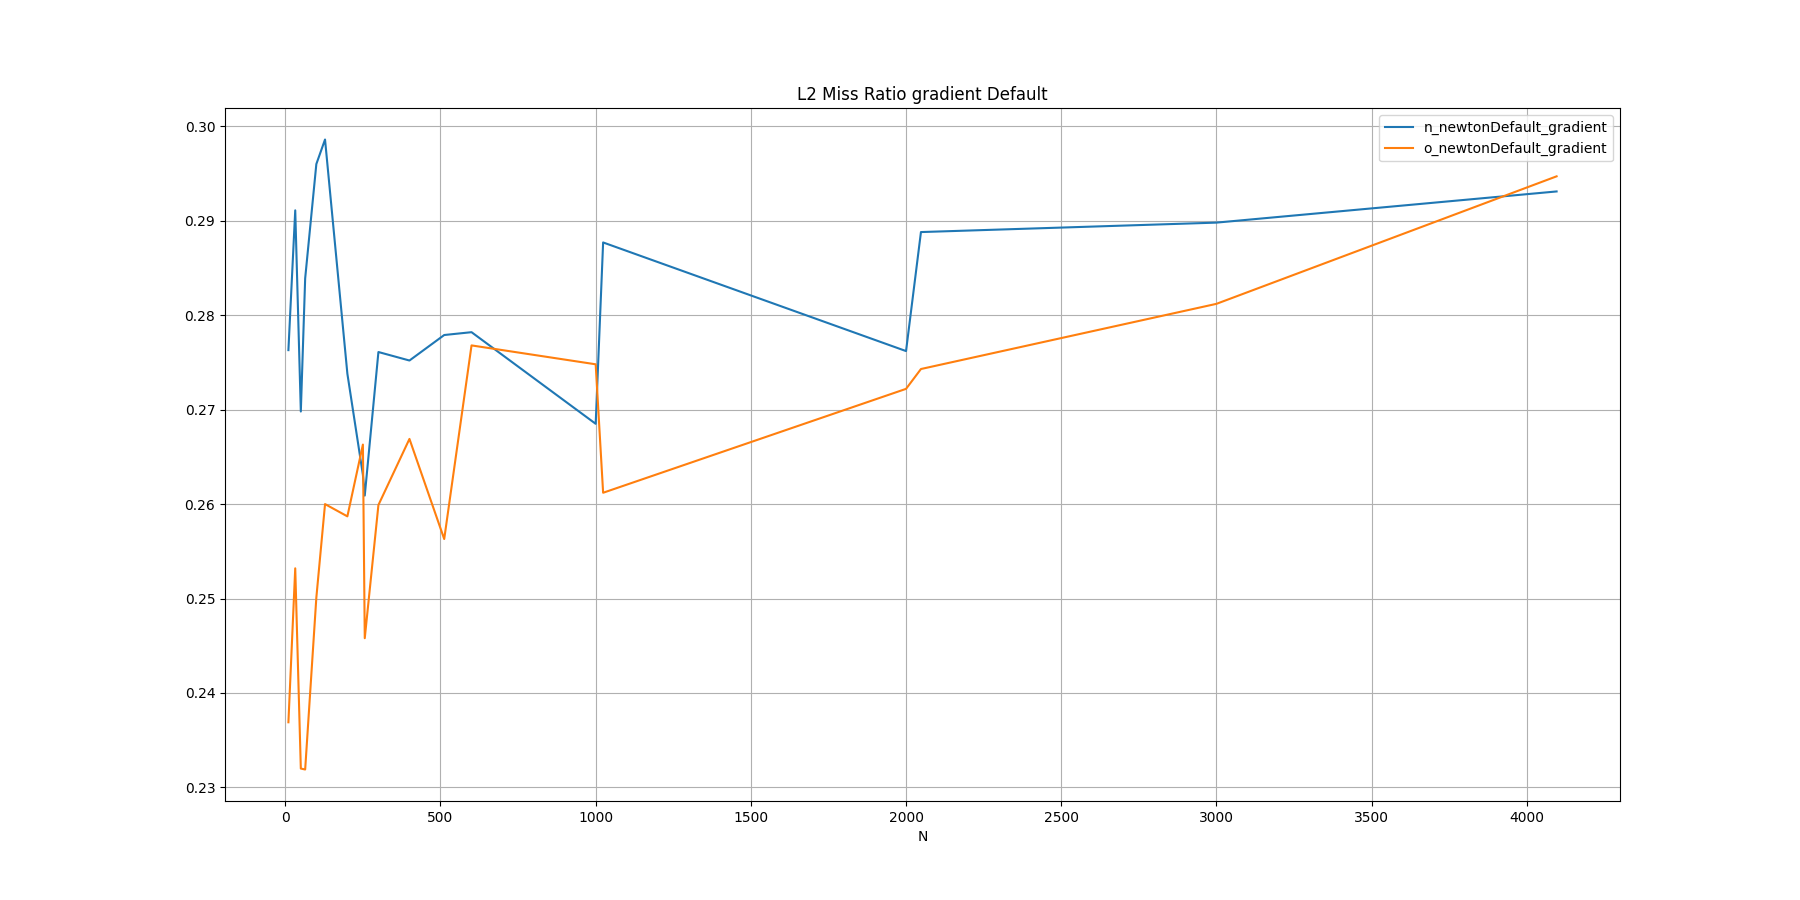 L2 Miss Ratio gradient Default
n_newtonDefault_gradient
o_newtonDefault_gradient
0.30
0.29
0.28
0.27
0.26
0.25
0.24
0.23
0 500 1000 1500 2000 2500 3000 3500 4000
N